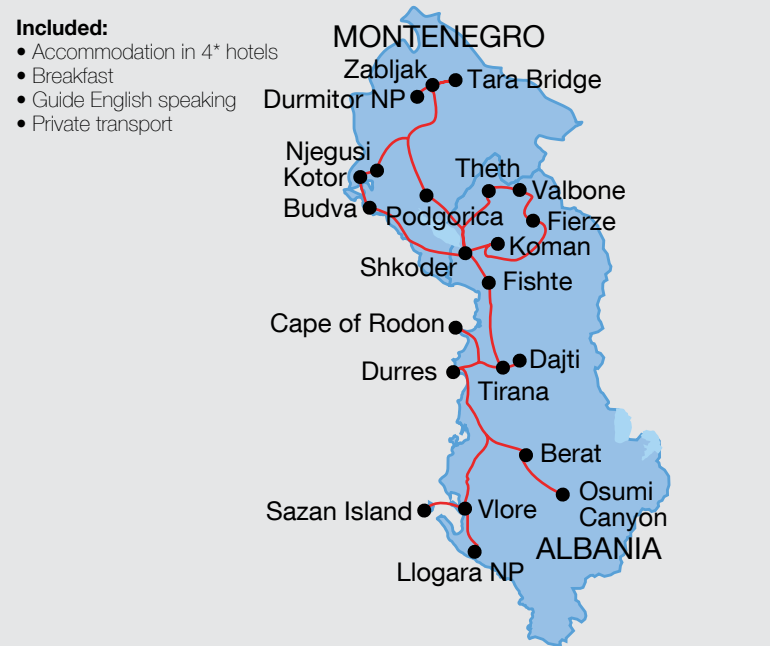 Included:
• Accommodation in 4* hotels
• Breakfast
• Guide English speaking
• Private transport
MONTENEGRO
Zabljak
Tara Bridge
Durmitor NP
Njegusi
Kotor
Theth
Valbone
Budva
Podgorica
Fierze
Koman
Shkoder
Fishte
Cape of Rodon
Dajti
Durres
Tirana
Berat
Osumi
Canyon
Sazan Island
Vlore
ALBANIA
Llogara NP